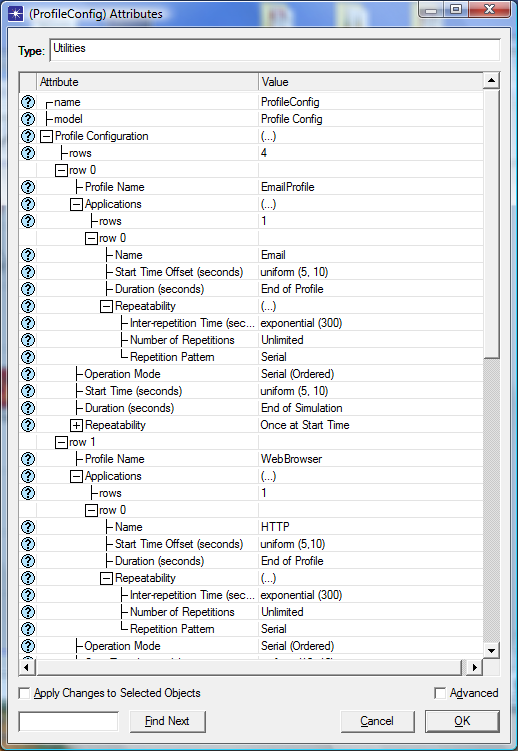 (ProfileConfig) Attributes
Type: Utilities
Attribute Value
name ProfileConfig
model Profile Config
Profile Configuration (...)
rows 4
row 0
Profile Name EmailProfile
Applications (...)
rows 1
row 0
Name Email
Start Time Offset (seconds) uniform (5, 10)
Duration (seconds) End of Profile
Repeatability (...)
Inter-repetition Time (sec... exponential (300)
Number of Repetitions Unlimited
Repetition Pattern Serial
Operation Mode Serial (Ordered)
Start Time (seconds) uniform (5, 10)
Duration (seconds) End of Simulation
Repeatability Once at Start Time
row 1
Profile Name WebBrowser
Applications (...)
rows 1
row 0
Name HTTP
Start Time Offset (seconds) uniform (5,10)
Duration (seconds) End of Profile
Repeatability (...)
Inter-repetition Time (sec... exponential (300)
Number of Repetitions Unlimited
Repetition Pattern Serial
Operation Mode Serial (Ordered)
Apply Changes to Selected Objects Advanced
Find Next Cancel OK